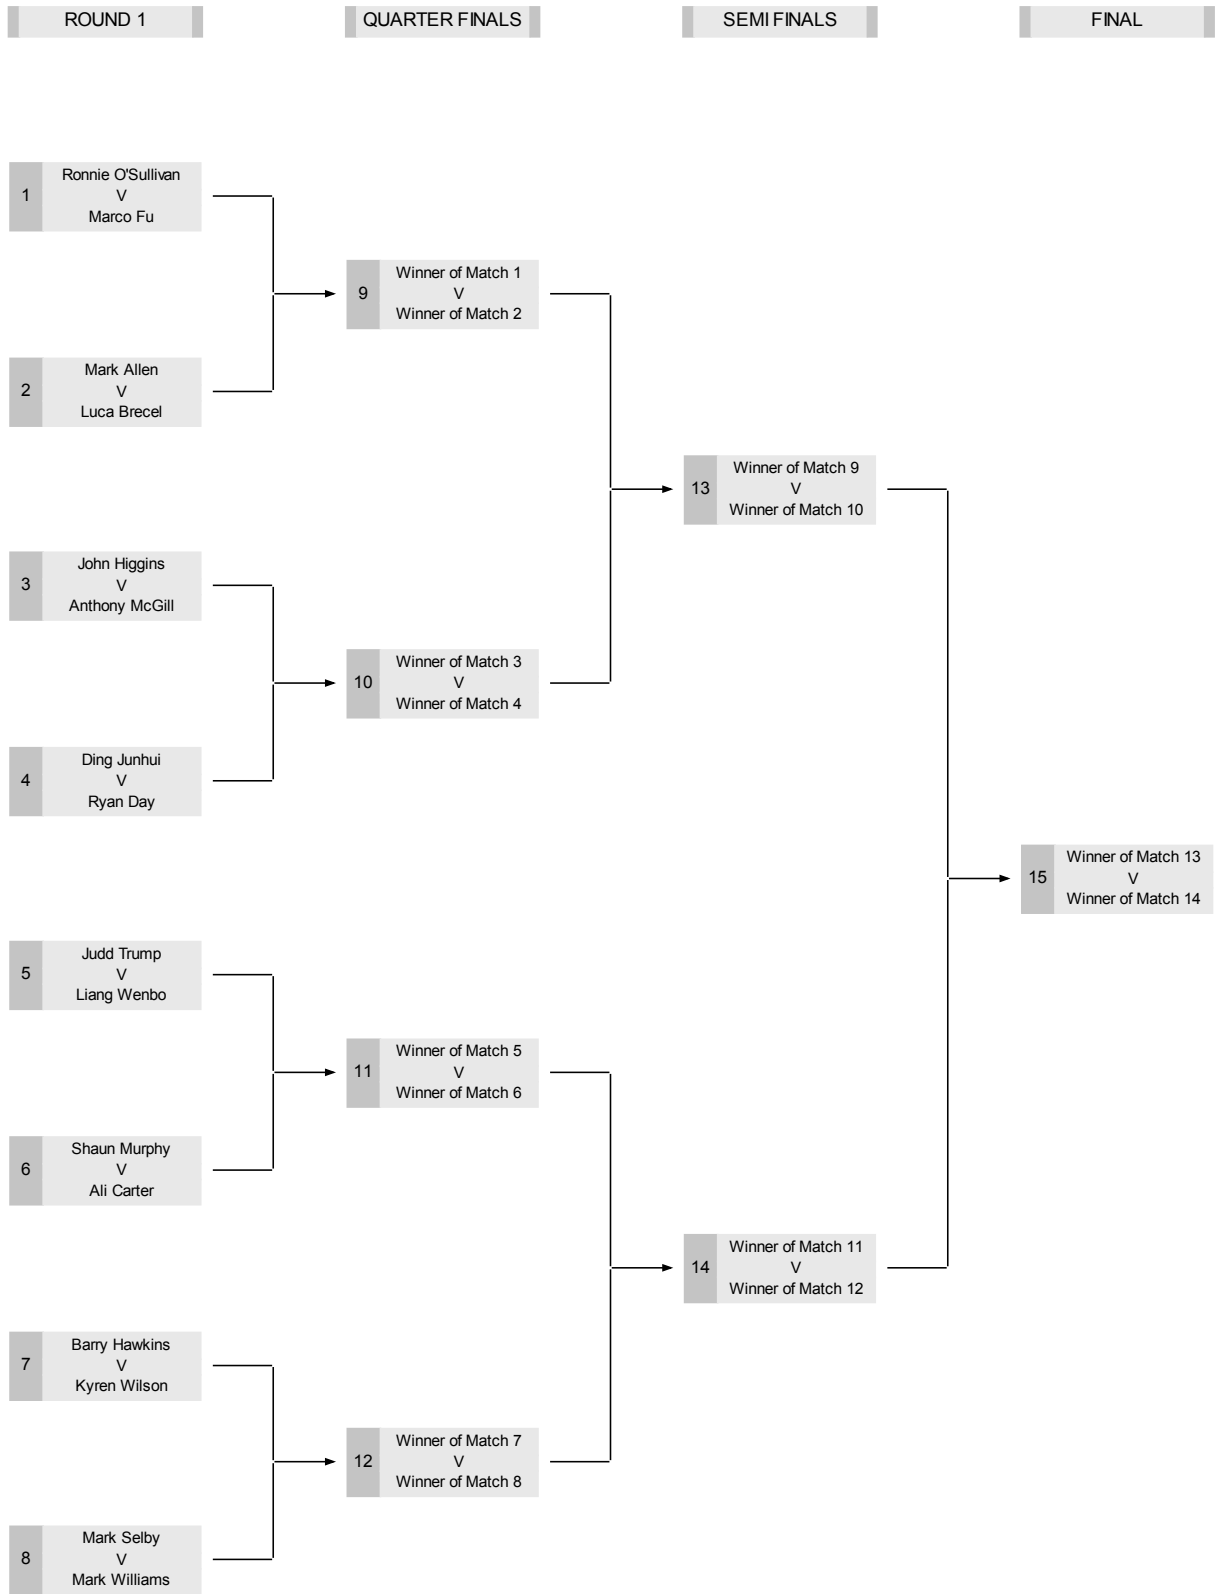 ROUND 1
QUARTER FINALS
SEMI FINALS
FINAL
1
Ronnie O'Sullivan
V
Marco Fu
2
Mark Allen
V
Luca Brecel
3
John Higgins
V
Anthony McGill
4
Ding Junhui
V
Ryan Day
5
Judd Trump
V
Liang Wenbo
6
Shaun Murphy
V
Ali Carter
7
Barry Hawkins
V
Kyren Wilson
8
Mark Selby
V
Mark Williams
9
Winner of Match 1
V
Winner of Match 2
10
Winner of Match 3
V
Winner of Match 4
11
Winner of Match 5
V
Winner of Match 6
12
Winner of Match 7
V
Winner of Match 8
13
Winner of Match 9
V
Winner of Match 10
14
Winner of Match 11
V
Winner of Match 12
15
Winner of Match 13
V
Winner of Match 14